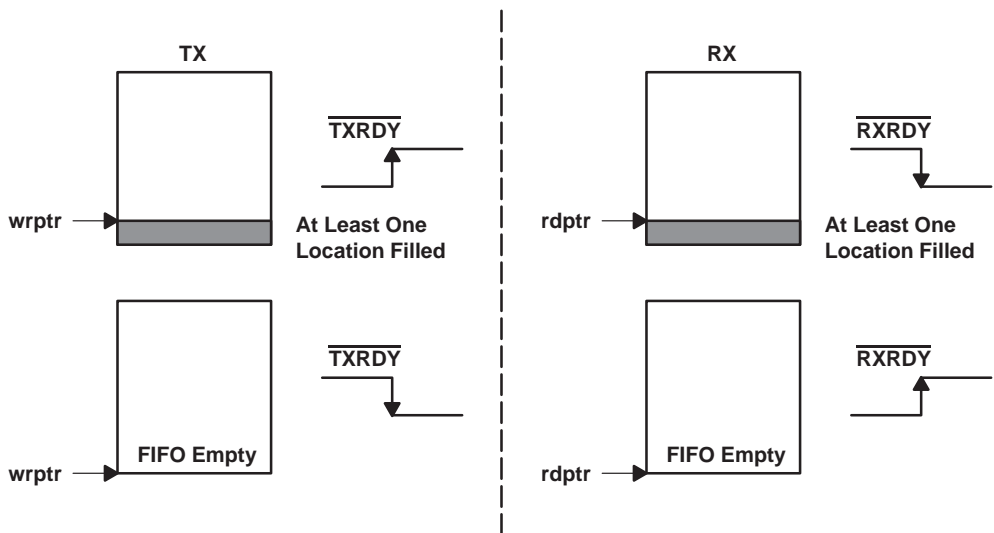 TX
TXRDY
wrptr
At Least One
Location Filled
TXRDY
FIFO Empty
wrptr
RX
RXRDY
rdptr
At Least One
Location Filled
RXRDY
FIFO Empty
rdptr